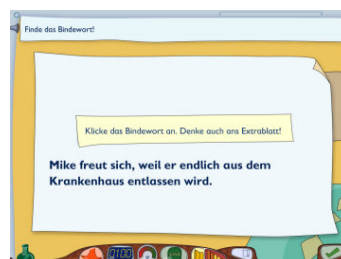 Finde das Bindewort!
Klicke das Bindewort an. Denke auch ans Extrablatt!
Mike freut sich, weil er endlich aus dem
Krankenhaus entlassen wird.